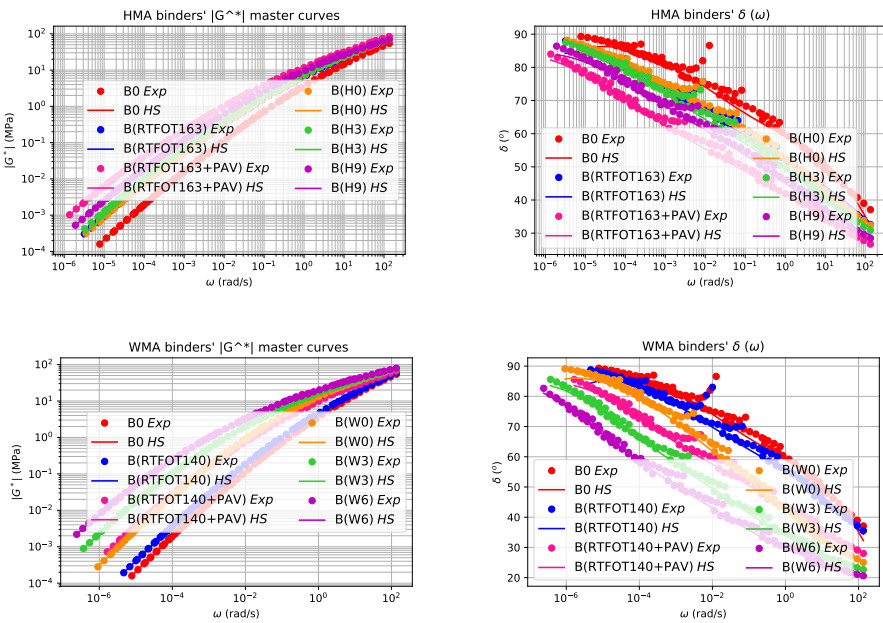 HMA binders' |G^*| master curves
HMA binders' δ (ω)
10² 10¹ 10⁰ 10⁻¹ 10⁻² 10⁻³ 10⁻⁴
|G*| (MPa)
B0 Exp
B0 HS
B(RTFOT163) Exp
B(RTFOT163) HS
B(RTFOT163+PAV) Exp
B(RTFOT163+PAV) HS
B(H0) Exp
B(H0) HS
B(H3) Exp
B(H3) HS
B(H9) Exp
B(H9) HS
10⁻⁶ 10⁻⁵ 10⁻⁴ 10⁻³ 10⁻² 10⁻¹ 10⁰ 10¹ 10²
ω (rad/s)
90 80 70 60 50 40 30
δ (°)
B0 Exp
B0 HS
B(RTFOT163) Exp
B(RTFOT163) HS
B(RTFOT163+PAV) Exp
B(RTFOT163+PAV) HS
B(H0) Exp
B(H0) HS
B(H3) Exp
B(H3) HS
B(H9) Exp
B(H9) HS
10⁻⁶ 10⁻⁵ 10⁻⁴ 10⁻³ 10⁻² 10⁻¹ 10⁰ 10¹ 10²
ω (rad/s)
WMA binders' |G^*| master curves
WMA binders' δ (ω)
10² 10¹ 10⁰ 10⁻¹ 10⁻² 10⁻³ 10⁻⁴
|G*| (MPa)
B0 Exp
B0 HS
B(RTFOT140) Exp
B(RTFOT140) HS
B(RTFOT140+PAV) Exp
B(RTFOT140+PAV) HS
B(W0) Exp
B(W0) HS
B(W3) Exp
B(W3) HS
B(W6) Exp
B(W6) HS
10⁻⁶ 10⁻⁴ 10⁻² 10⁰ 10²
ω (rad/s)
90 80 70 60 50 40 30 20
δ (°)
B0 Exp
B0 HS
B(RTFOT140) Exp
B(RTFOT140) HS
B(RTFOT140+PAV) Exp
B(RTFOT140+PAV) HS
B(W0) Exp
B(W0) HS
B(W3) Exp
B(W3) HS
B(W6) Exp
B(W6) HS
10⁻⁶ 10⁻⁴ 10⁻² 10⁰ 10²
ω (rad/s)